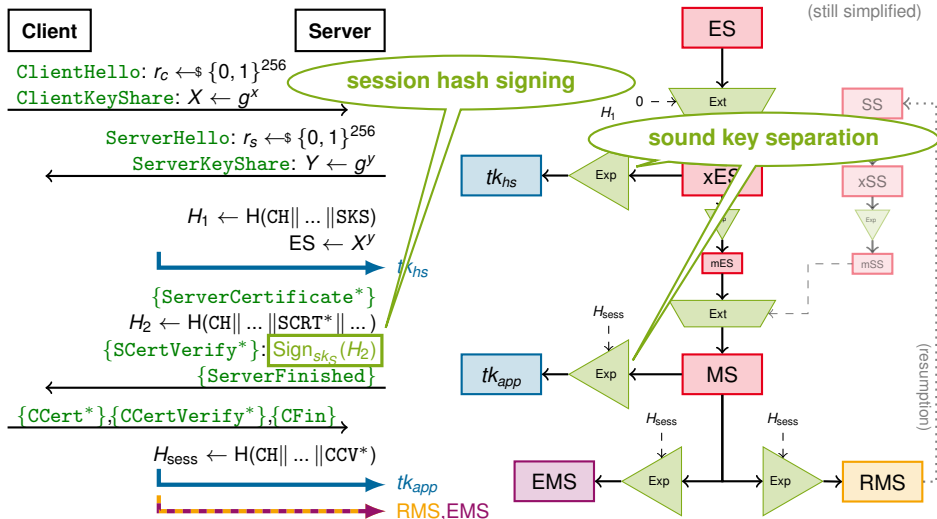 Client
Server
ClientHello: r_c ←$ {0, 1}^256
ClientKeyShare: X ← g^x
ServerHello: r_s ←$ {0, 1}^256
ServerKeyShare: Y ← g^y
H_1 ← H(CH‖ ... ‖SKS)
ES ← X^y
tk_hs
{ServerCertificate*}
H_2 ← H(CH‖ ... ‖SCRT*‖ ...)
{SCertVerify*}: Sign_sk_S(H_2)
{ServerFinished}
{CCert*},{CCertVerify*},{CFin}
H_sess ← H(CH‖ ... ‖CCV*)
tk_app
RMS,EMS
session hash signing
(still simplified)
ES
0
Ext
H_1
SS
sound key separation
tk_hs
Exp
xES
xSS
Exp
mES
mSS
Ext
H_sess
tk_app
Exp
MS
(resumption)
H_sess
H_sess
EMS
Exp
Exp
RMS